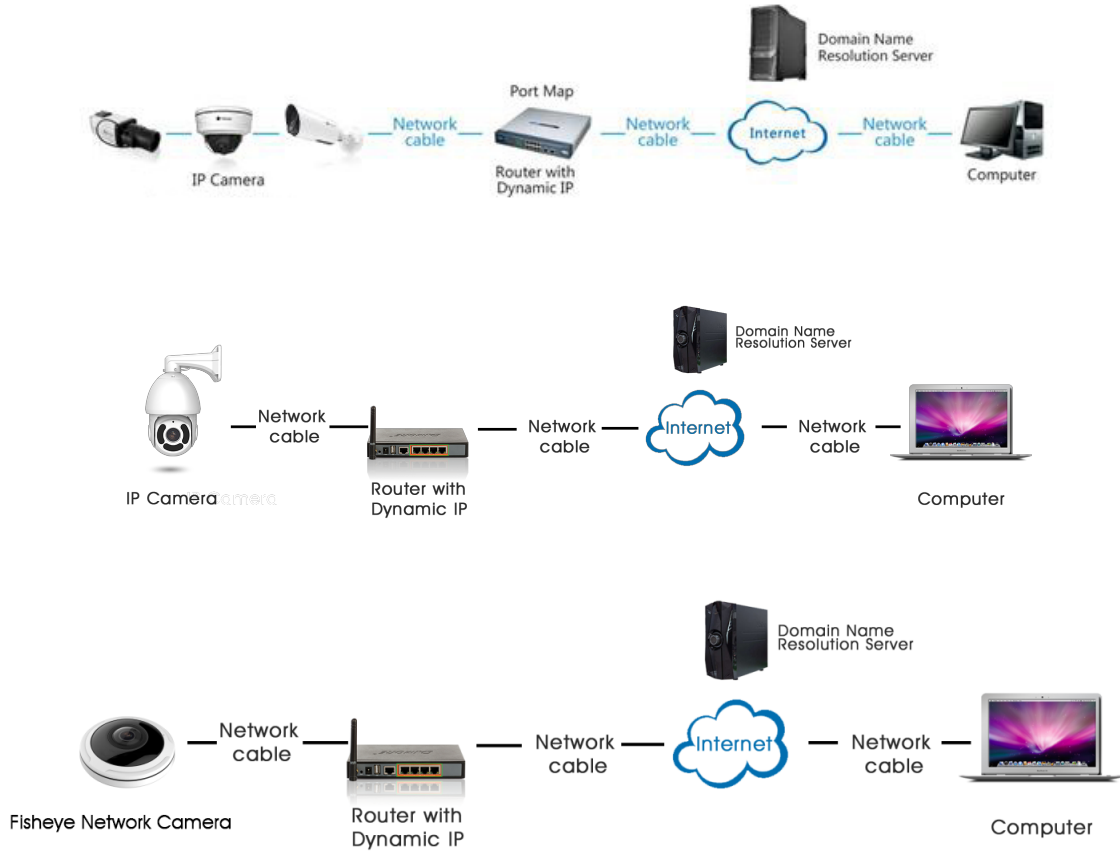 Domain Name
Resolution Server
Port Map
Network
cable
Network
cable
Internet
Network
cable
IP Camera
Router with
Dynamic IP
Computer
Domain Name
Resolution Server
Network
cable
Network
cable
Internet
Network
cable
IP Camera
Camera
Router with
Dynamic IP
Computer
Domain Name
Resolution Server
Network
cable
Network
cable
Internet
Network
cable
Fisheye Network Camera
Router with
Dynamic IP
Computer